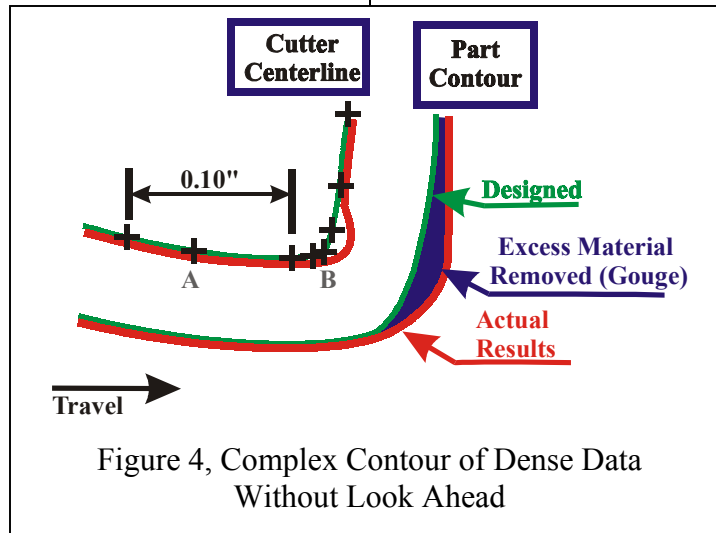 Cutter
Centerline
Part
Contour
0.10"
Designed
A
B
Excess Material
Removed (Gouge)
Actual
Results
Travel
Figure 4, Complex Contour of Dense Data
Without Look Ahead